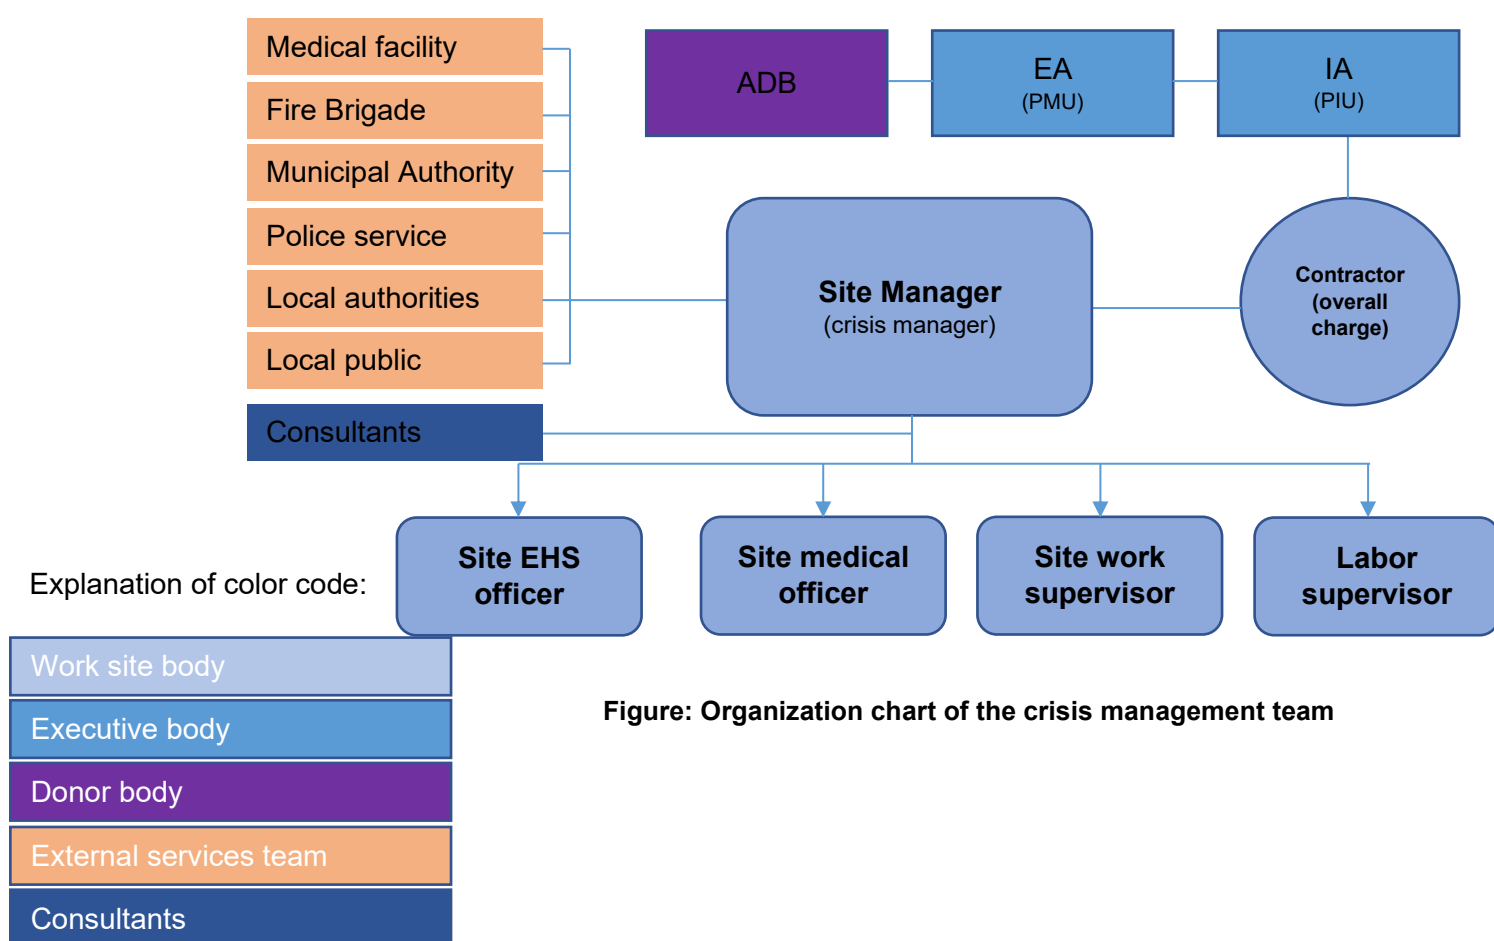 Medical facility
Fire Brigade
Municipal Authority
Police service
Local authorities
Local public
Consultants
ADB
EA
(PMU)
IA
(PIU)
Site Manager
(crisis manager)
Contractor
(overall
charge)
Site EHS
officer
Site medical
officer
Site work
supervisor
Labor
supervisor
Explanation of color code:
Work site body
Executive body
Donor body
External services team
Consultants
Figure: Organization chart of the crisis management team